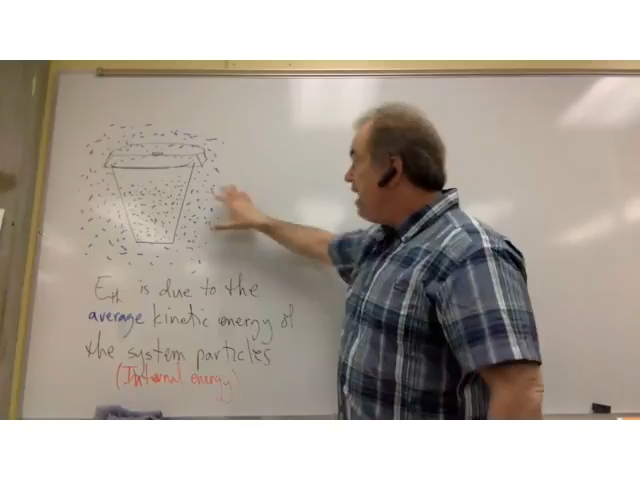 Eth is due to the
average kinetic energy of
the system particles
(Internal energy)